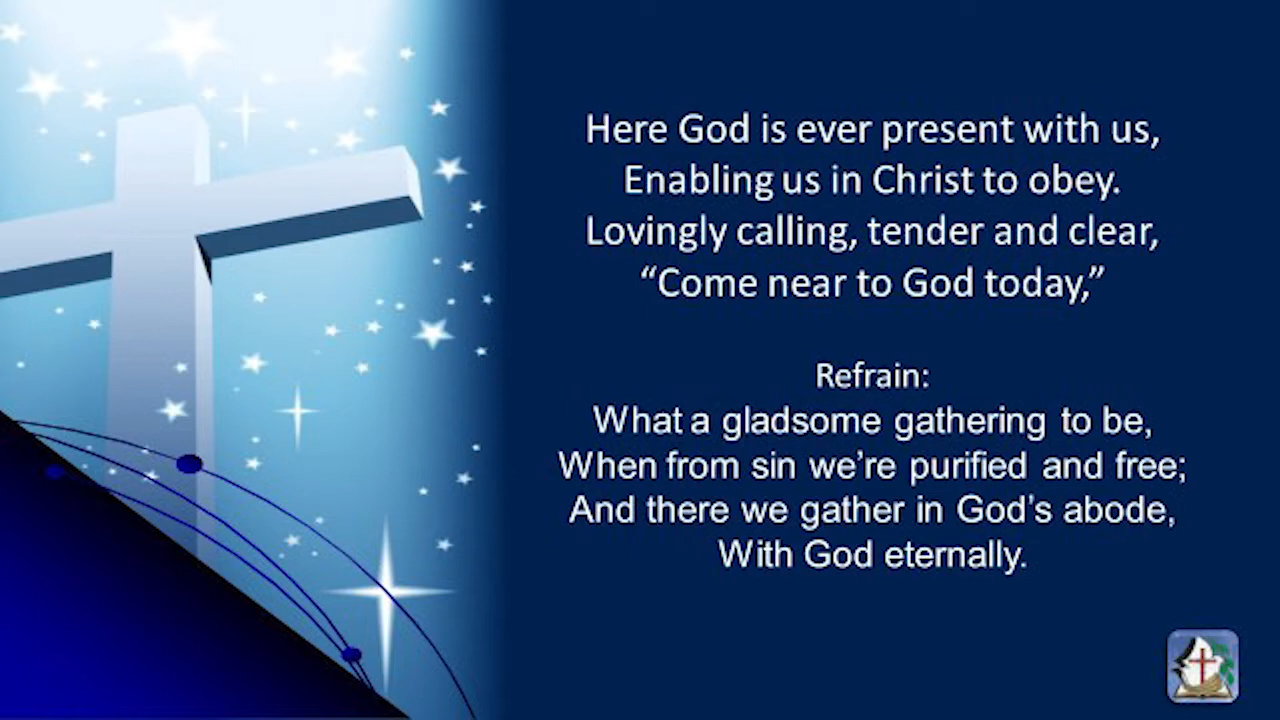 Here God is ever present with us,
Enabling us in Christ to obey.
Lovingly calling, tender and clear,
“Come near to God today,”
Refrain:
What a gladsome gathering to be,
When from sin we’re purified and free;
And there we gather in God’s abode,
With God eternally.